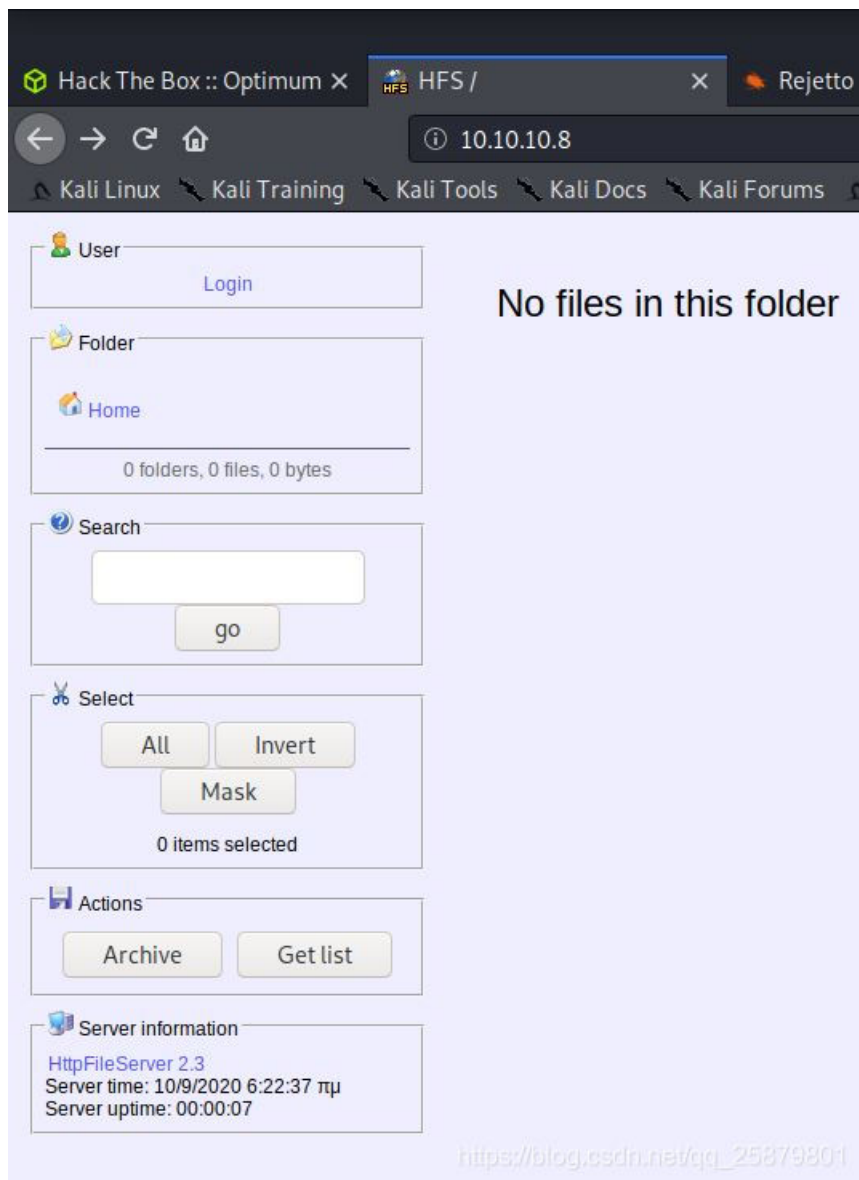 Hack The Box :: Optimum
HFS /
Rejetto
10.10.10.8
Kali Linux Kali Training Kali Tools Kali Docs Kali Forums
User
Login
No files in this folder
Folder
Home
0 folders, 0 files, 0 bytes
Search
go
Select
All Invert
Mask
0 items selected
Actions
Archive Get list
Server information
HttpFileServer 2.3
Server time: 10/9/2020 6:22:37 πμ
Server uptime: 00:00:07
https://blog.csdn.net/qq_25879801